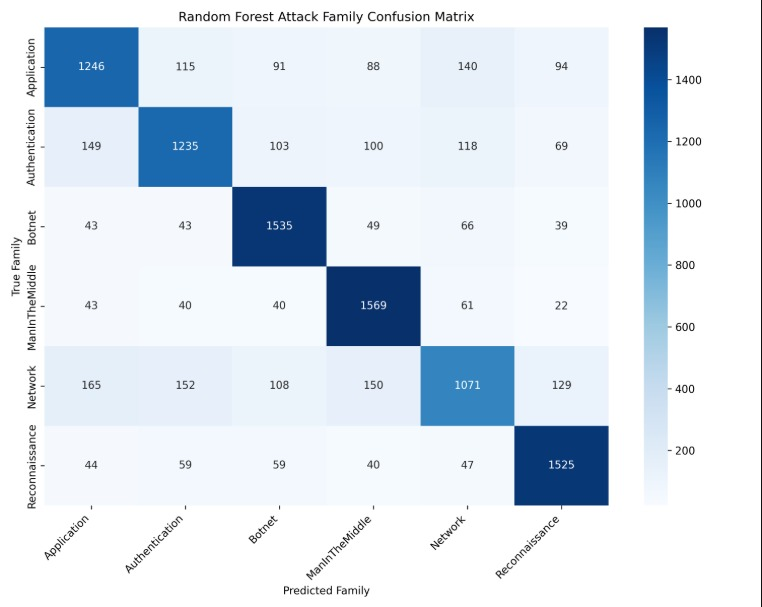 Random Forest Attack Family Confusion Matrix
True Family
Application 1246 115 91 88 140 94
Authentication 149 1235 103 100 118 69
Botnet 43 43 1535 49 66 39
ManInTheMiddle 43 40 40 1569 61 22
Network 165 152 108 150 1071 129
Reconnaissance 44 59 59 40 47 1525
Application Authentication Botnet ManInTheMiddle Network Reconnaissance
Predicted Family
1400
1200
1000
800
600
400
200